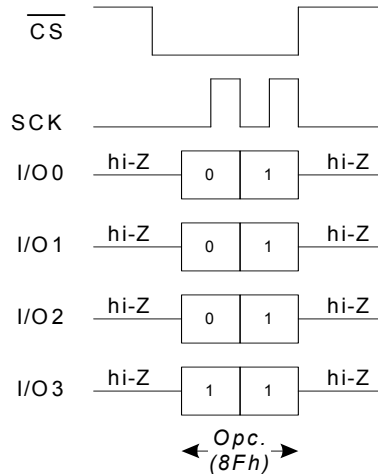 CS
SCK
I/O0 hi-Z 0 1 hi-Z
I/O1 hi-Z 0 1 hi-Z
I/O2 hi-Z 0 1 hi-Z
I/O3 hi-Z 1 1 hi-Z
Opc.
(8Fh)